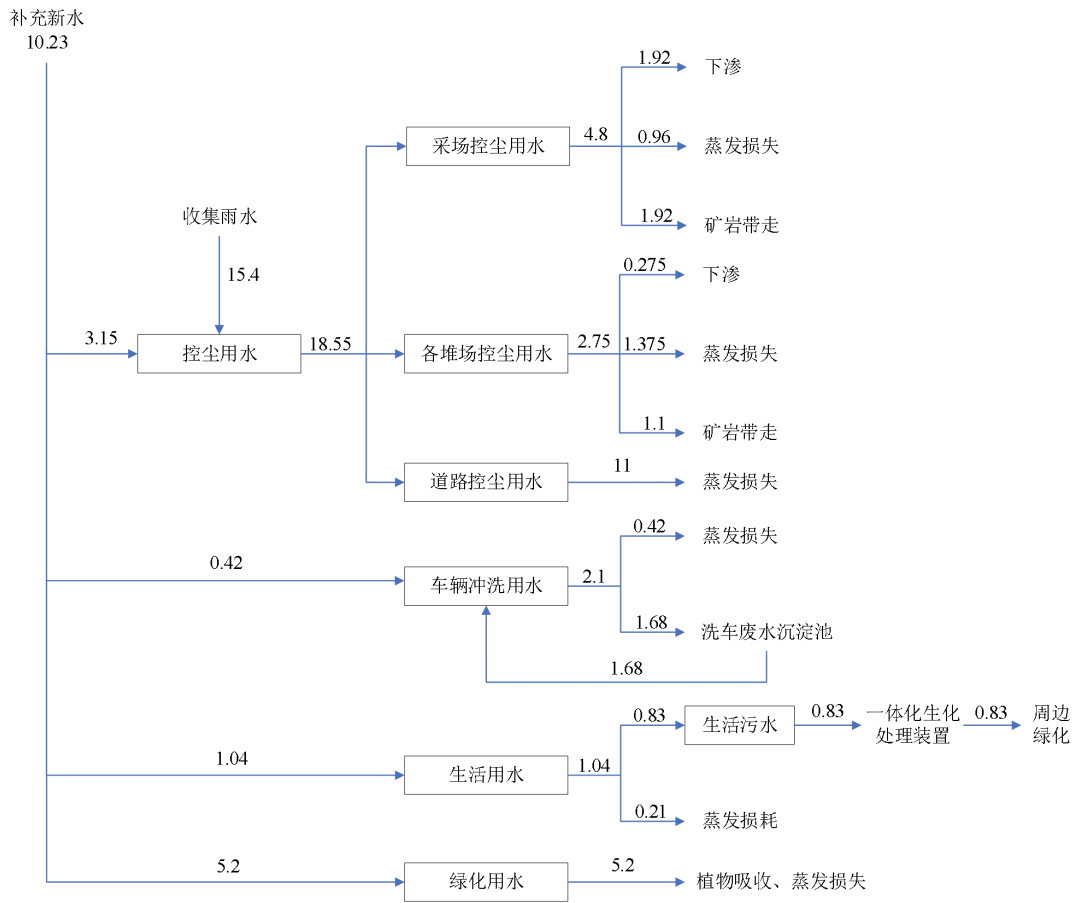 补充新水
10.23
1.92
下渗
采场控尘用水
4.8
0.96
蒸发损失
收集雨水
1.92
矿岩带走
15.4
0.275
下渗
3.15
控尘用水
18.55
各堆场控尘用水
2.75
1.375
蒸发损失
1.1
矿岩带走
道路控尘用水
11
蒸发损失
0.42
蒸发损失
0.42
车辆冲洗用水
2.1
1.68
洗车废水沉淀池
1.68
0.83
生活污水
0.83
一体化生化
处理装置
0.83
周边
绿化
1.04
生活用水
1.04
0.21
蒸发损耗
5.2
绿化用水
5.2
植物吸收、蒸发损失